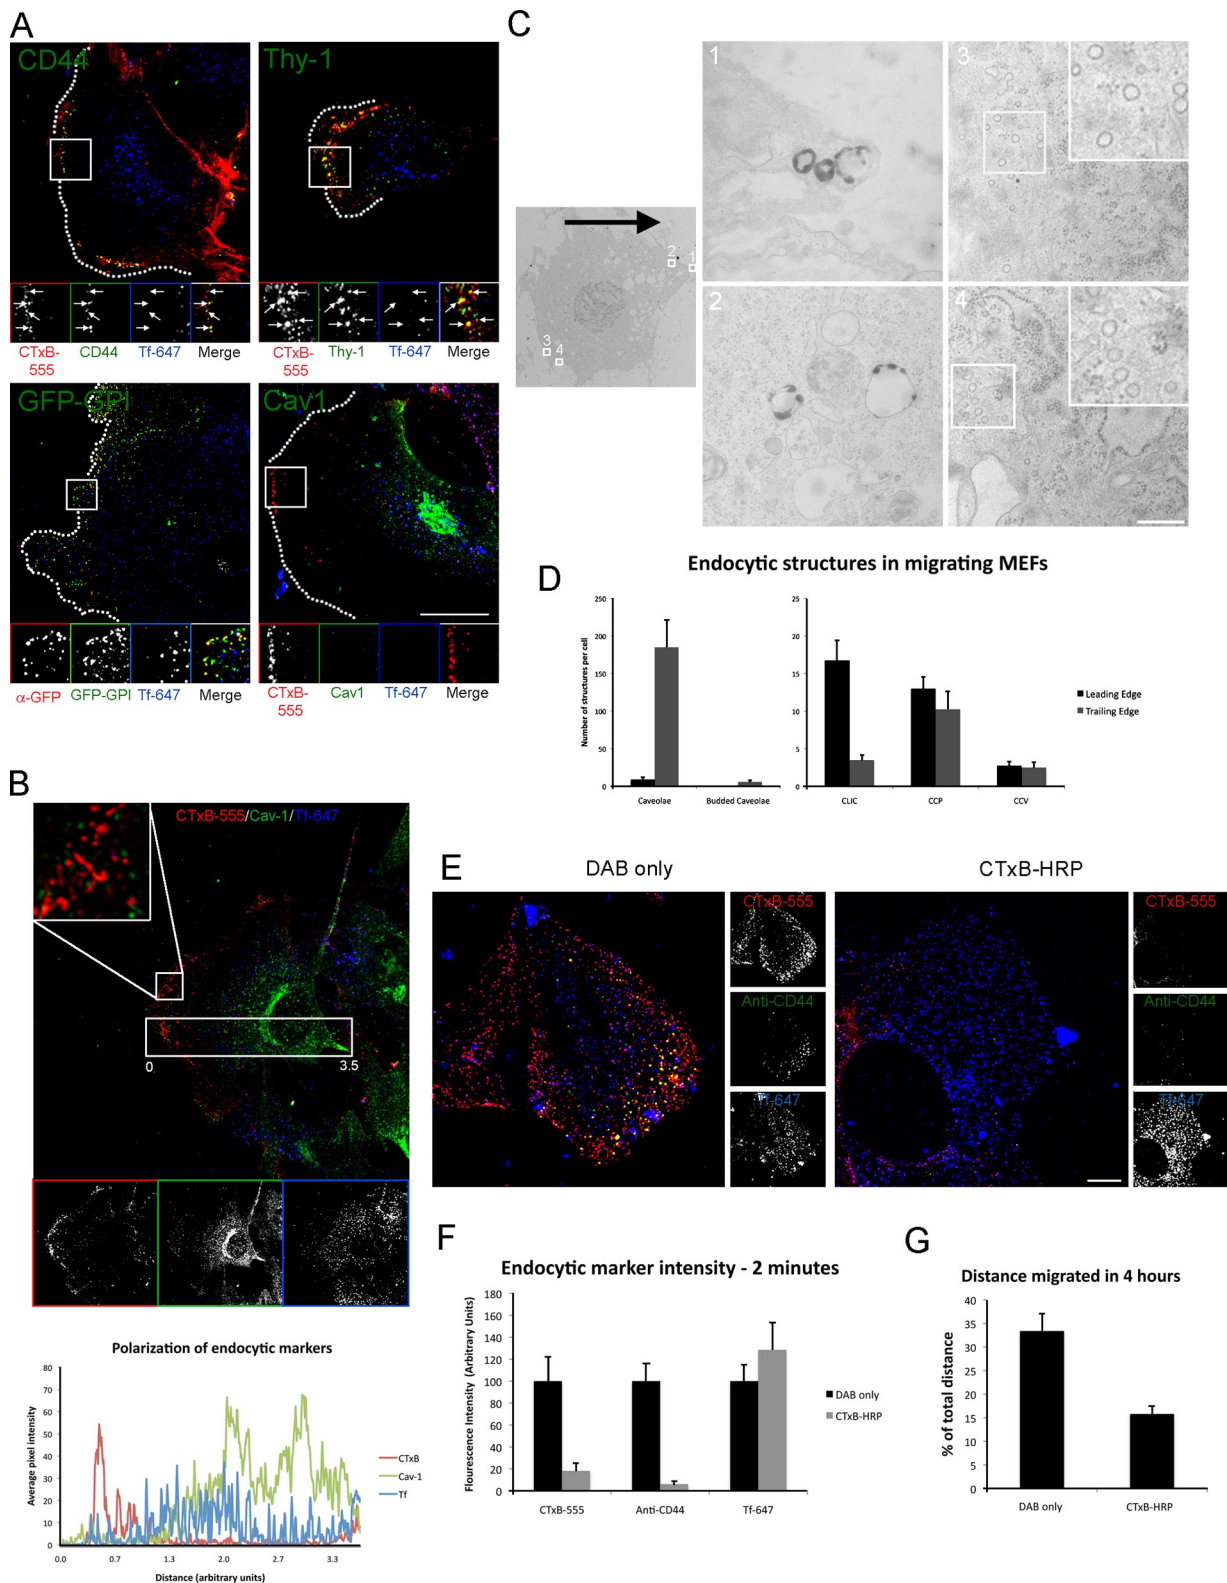 A
CD44
Thy-1
CTxB-555 CD44 Tf-647 Merge
CTxB-555 Thy-1 Tf-647 Merge
GFP-GPI
Cav1
α-GFP GFP-GPI Tf-647 Merge
CTxB-555 Cav1 Tf-647 Merge
B
CTxB-555/Cav-1/Tf-647
0 3.5
Polarization of endocytic markers
Average pixel intensity
80
70
60
50
40
30
20
10
0
0.0 0.7 1.3 2.0 2.7 3.3
Distance (arbitrary units)
CTxB
Cav-1
Tf
C
2
1
3
4
1
3
2
4
D
Endocytic structures in migrating MEFs
Number of structures per cell
250
200
150
100
50
0
Caveolae Budded Caveolae
25
20
15
10
5
0
CLIC CCP CCV
Leading Edge
Trailing Edge
E
DAB only
CTxB-HRP
CTxB-555
Anti-CD44
Tf-647
CTxB-555
Anti-CD44
Tf-647
F
Endocytic marker intensity - 2 minutes
Flourescence Intensity (Arbitrary Units)
180
160
140
120
100
80
60
40
20
0
CTxB-555 Anti-CD44 Tf-647
DAB only
CTxB-HRP
G
Distance migrated in 4 hours
% of total distance
40
35
30
25
20
15
10
5
0
DAB only CTxB-HRP